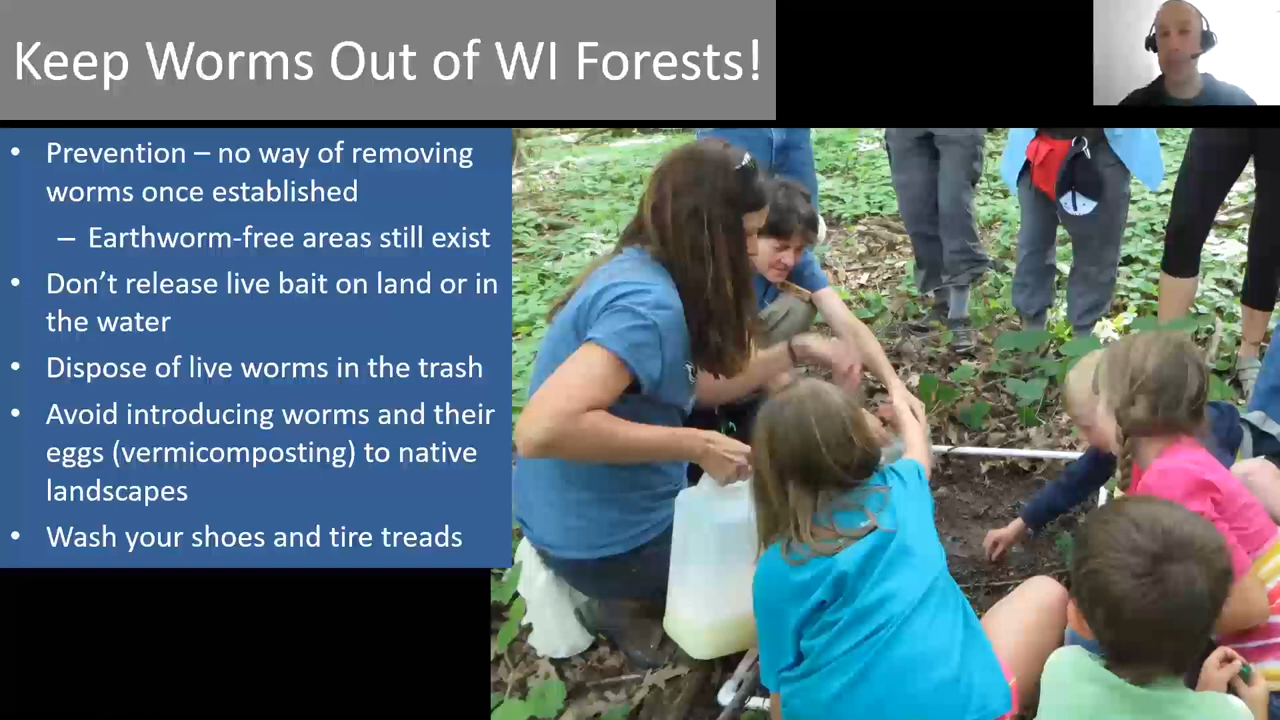 Keep Worms Out of WI Forests!
• Prevention – no way of removing
worms once established
– Earthworm-free areas still exist
• Don’t release live bait on land or in
the water
• Dispose of live worms in the trash
• Avoid introducing worms and their
eggs (vermicomposting) to native
landscapes
• Wash your shoes and tire treads